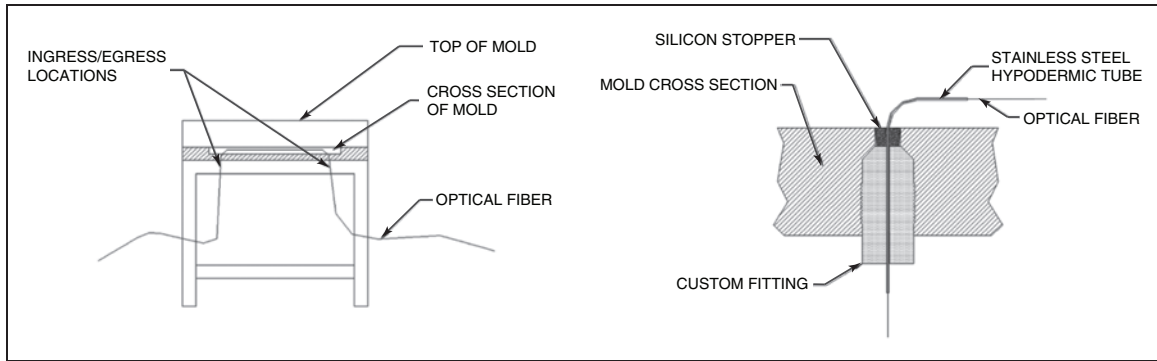 INGRESS/EGRESS
LOCATIONS
TOP OF MOLD
CROSS SECTION
OF MOLD
OPTICAL FIBER
SILICON STOPPER
MOLD CROSS SECTION
STAINLESS STEEL
HYPODERMIC TUBE
OPTICAL FIBER
CUSTOM FITTING